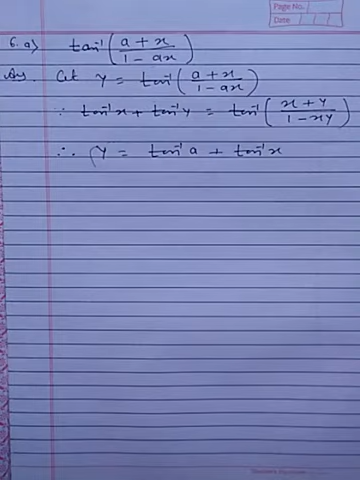 Page No.
Date / / /
6. a) tan⁻¹ (a + x / 1 - ax)
Ans. Let y = tan⁻¹ (a + x / 1 - ax)
∵ tan⁻¹x + tan⁻¹y = tan⁻¹ (x + y / 1 - xy)
∴ y = tan⁻¹ a + tan⁻¹ x